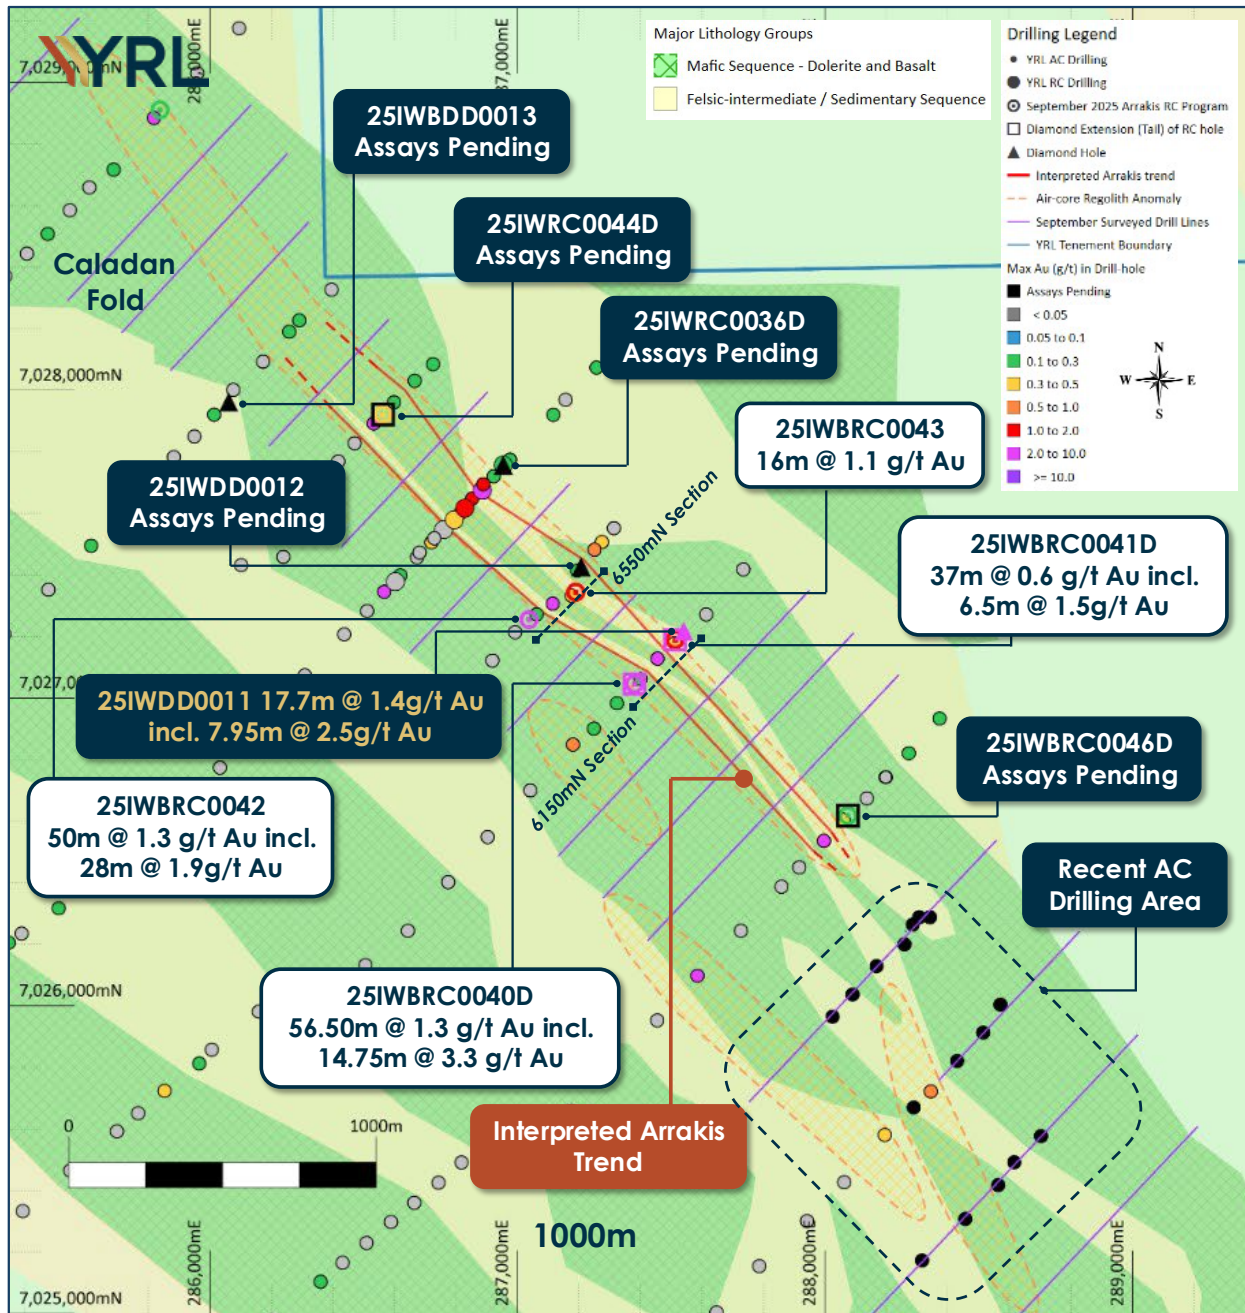 YRL
7,029,000mN
286,000mE
287,000mE
Major Lithology Groups
Mafic Sequence - Dolerite and Basalt
Felsic-intermediate / Sedimentary Sequence
Drilling Legend
YRL AC Drilling
YRL RC Drilling
September 2025 Arrakis RC Program
Diamond Extension (Tail) of RC hole
Diamond Hole
Interpreted Arrakis trend
Air-core Regolith Anomaly
September Surveyed Drill Lines
YRL Tenement Boundary
Max Au (g/t) in Drill-hole
Assays Pending
< 0.05
0.05 to 0.1
0.1 to 0.3
0.3 to 0.5
0.5 to 1.0
1.0 to 2.0
2.0 to 10.0
>= 10.0
N
W E
S
25IWBDD0013
Assays Pending
25IWRC0044D
Assays Pending
Caladan
Fold
25IWRC0036D
Assays Pending
7,028,000mN
25IWBRC0043
16m @ 1.1 g/t Au
25IWDD0012
Assays Pending
6550mN Section
25IWBRC0041D
37m @ 0.6 g/t Au incl.
6.5m @ 1.5g/t Au
7,027,000mN
25IWDD0011 17.7m @ 1.4g/t Au
incl. 7.95m @ 2.5g/t Au
6150mN Section
25IWBRC0046D
Assays Pending
25IWBRC0042
50m @ 1.3 g/t Au incl.
28m @ 1.9g/t Au
Recent AC
Drilling Area
7,026,000mN
25IWBRC0040D
56.50m @ 1.3 g/t Au incl.
14.75m @ 3.3 g/t Au
Interpreted Arrakis
Trend
0 1000m
1000m
286,000mE
287,000mE
288,000mE
289,000mE
7,025,000mN